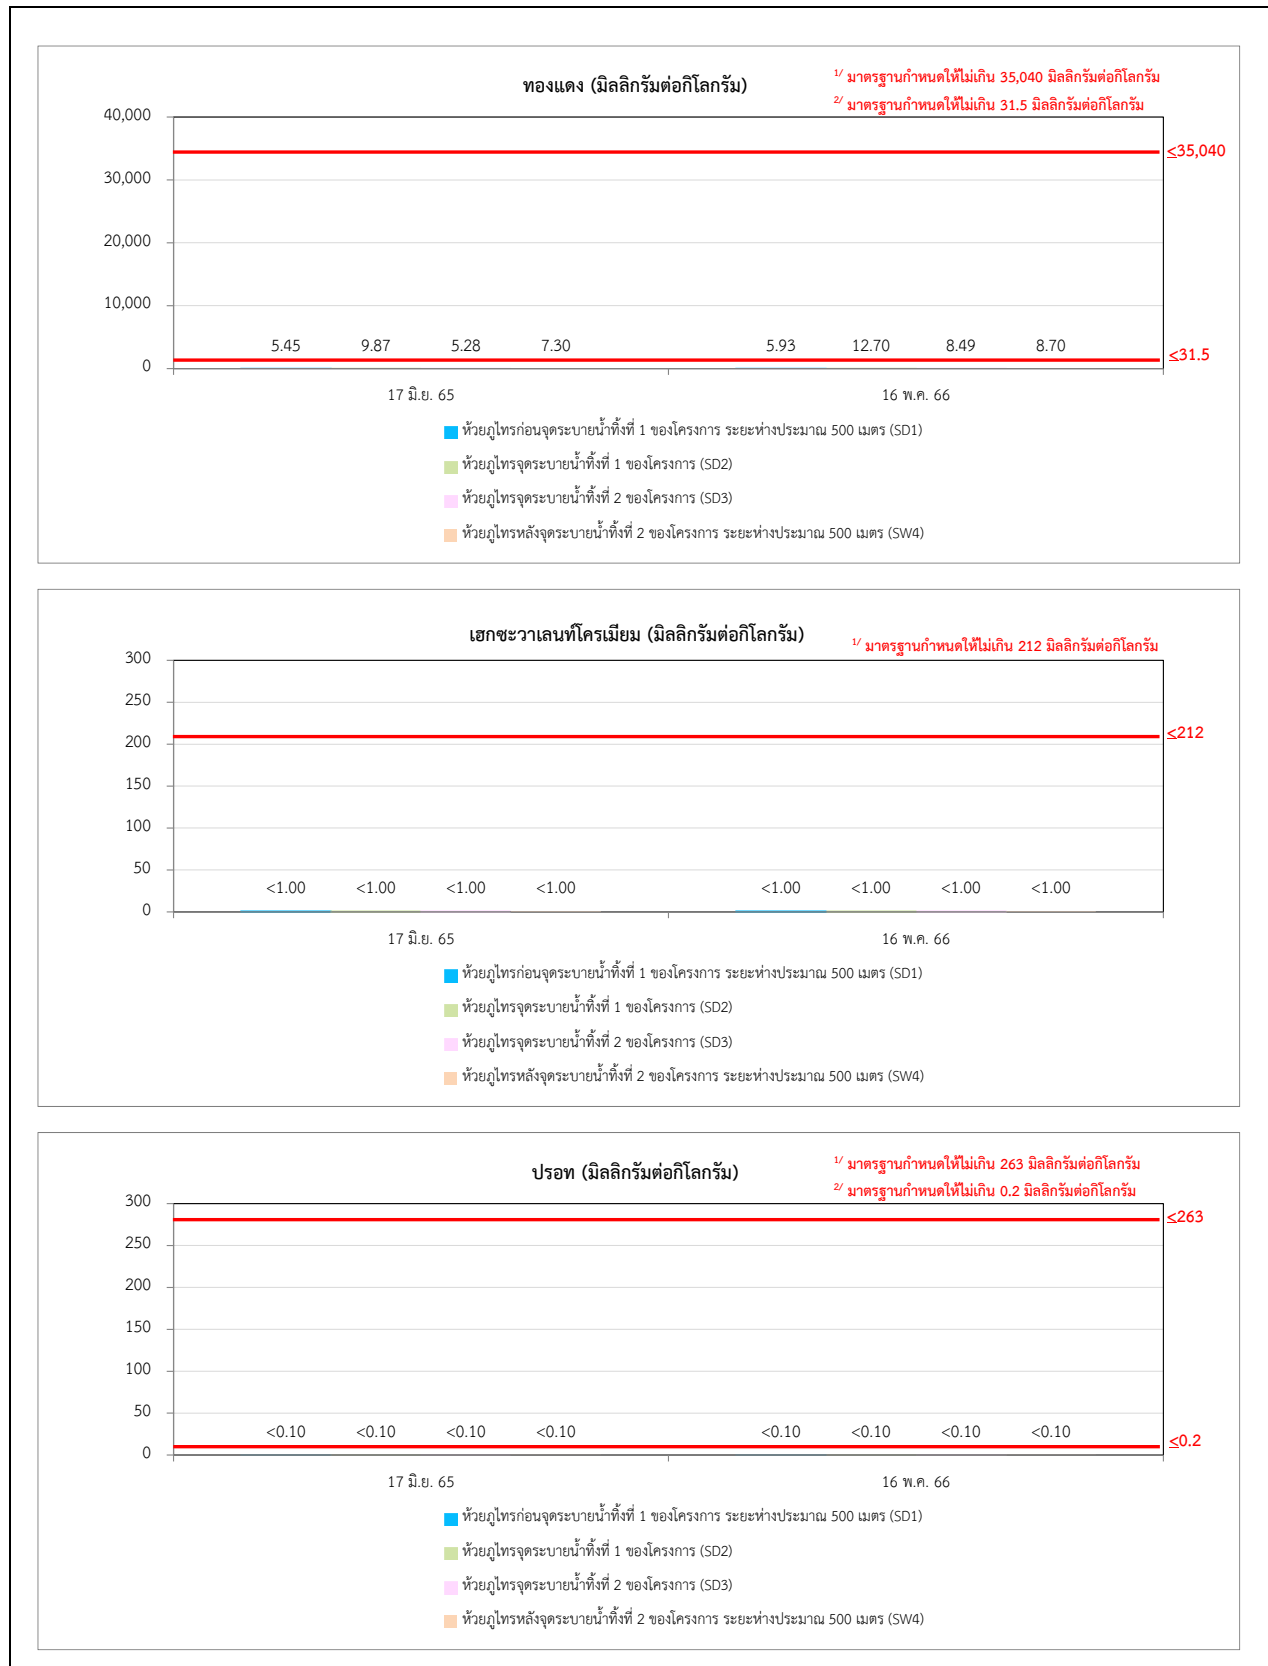 ทองแดง (มิลลิกรัมต่อกิโลกรัม)
1/ มาตรฐานกำหนดให้ไม่เกิน 35,040 มิลลิกรัมต่อกิโลกรัม
2/ มาตรฐานกำหนดให้ไม่เกิน 31.5 มิลลิกรัมต่อกิโลกรัม
40,000
≤35,040
30,000
20,000
10,000
5.45 9.87 5.28 7.30 5.93 12.70 8.49 8.70
≤31.5
0
17 มิ.ย. 65 16 พ.ค. 66
ห้วยภูไทรก่อนจุดระบายน้ำทิ้งที่ 1 ของโครงการ ระยะห่างประมาณ 500 เมตร (SD1)
ห้วยภูไทรจุดระบายน้ำทิ้งที่ 1 ของโครงการ (SD2)
ห้วยภูไทรจุดระบายน้ำทิ้งที่ 2 ของโครงการ (SD3)
ห้วยภูไทรหลังจุดระบายน้ำทิ้งที่ 2 ของโครงการ ระยะห่างประมาณ 500 เมตร (SW4)
เฮกซะวาเลนท์โครเมียม (มิลลิกรัมต่อกิโลกรัม)
1/ มาตรฐานกำหนดให้ไม่เกิน 212 มิลลิกรัมต่อกิโลกรัม
300
250
≤212
200
150
100
50
<1.00 <1.00 <1.00 <1.00 <1.00 <1.00 <1.00 <1.00
0
17 มิ.ย. 65 16 พ.ค. 66
ห้วยภูไทรก่อนจุดระบายน้ำทิ้งที่ 1 ของโครงการ ระยะห่างประมาณ 500 เมตร (SD1)
ห้วยภูไทรจุดระบายน้ำทิ้งที่ 1 ของโครงการ (SD2)
ห้วยภูไทรจุดระบายน้ำทิ้งที่ 2 ของโครงการ (SD3)
ห้วยภูไทรหลังจุดระบายน้ำทิ้งที่ 2 ของโครงการ ระยะห่างประมาณ 500 เมตร (SW4)
ปรอท (มิลลิกรัมต่อกิโลกรัม)
1/ มาตรฐานกำหนดให้ไม่เกิน 263 มิลลิกรัมต่อกิโลกรัม
2/ มาตรฐานกำหนดให้ไม่เกิน 0.2 มิลลิกรัมต่อกิโลกรัม
300
≤263
250
200
150
100
50
<0.10 <0.10 <0.10 <0.10 <0.10 <0.10 <0.10 <0.10
≤0.2
0
17 มิ.ย. 65 16 พ.ค. 66
ห้วยภูไทรก่อนจุดระบายน้ำทิ้งที่ 1 ของโครงการ ระยะห่างประมาณ 500 เมตร (SD1)
ห้วยภูไทรจุดระบายน้ำทิ้งที่ 1 ของโครงการ (SD2)
ห้วยภูไทรจุดระบายน้ำทิ้งที่ 2 ของโครงการ (SD3)
ห้วยภูไทรหลังจุดระบายน้ำทิ้งที่ 2 ของโครงการ ระยะห่างประมาณ 500 เมตร (SW4)